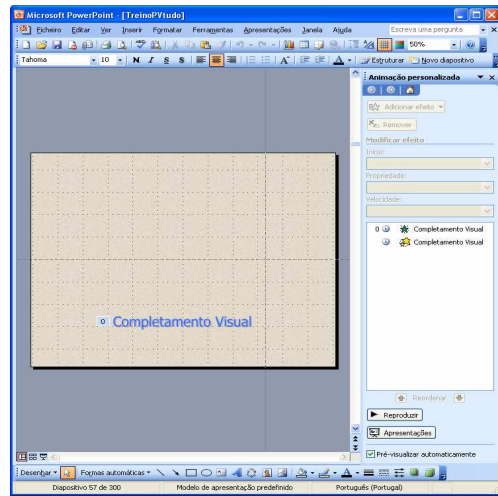 Microsoft PowerPoint - [TreinoPVtudo]
Ficheiro Editar Ver Inserir Formatar Ferramentas Apresentações Janela Ajuda Escreva uma pergunta
50%
Tahoma 10 N I S S Estruturar Novo diapositivo
Animação personalizada
Adicionar efeito
Remover
Modificar efeito
Início:
Propriedade:
Velocidade:
0 Completamento Visual
Completamento Visual
0 Completamento Visual
Reordenar
Reproduzir
Apresentações
Pré-visualizar automaticamente
Desenhar Formas automáticas
Diapositivo 57 de 300 Modelo de apresentação predefinido Português (Portugal)